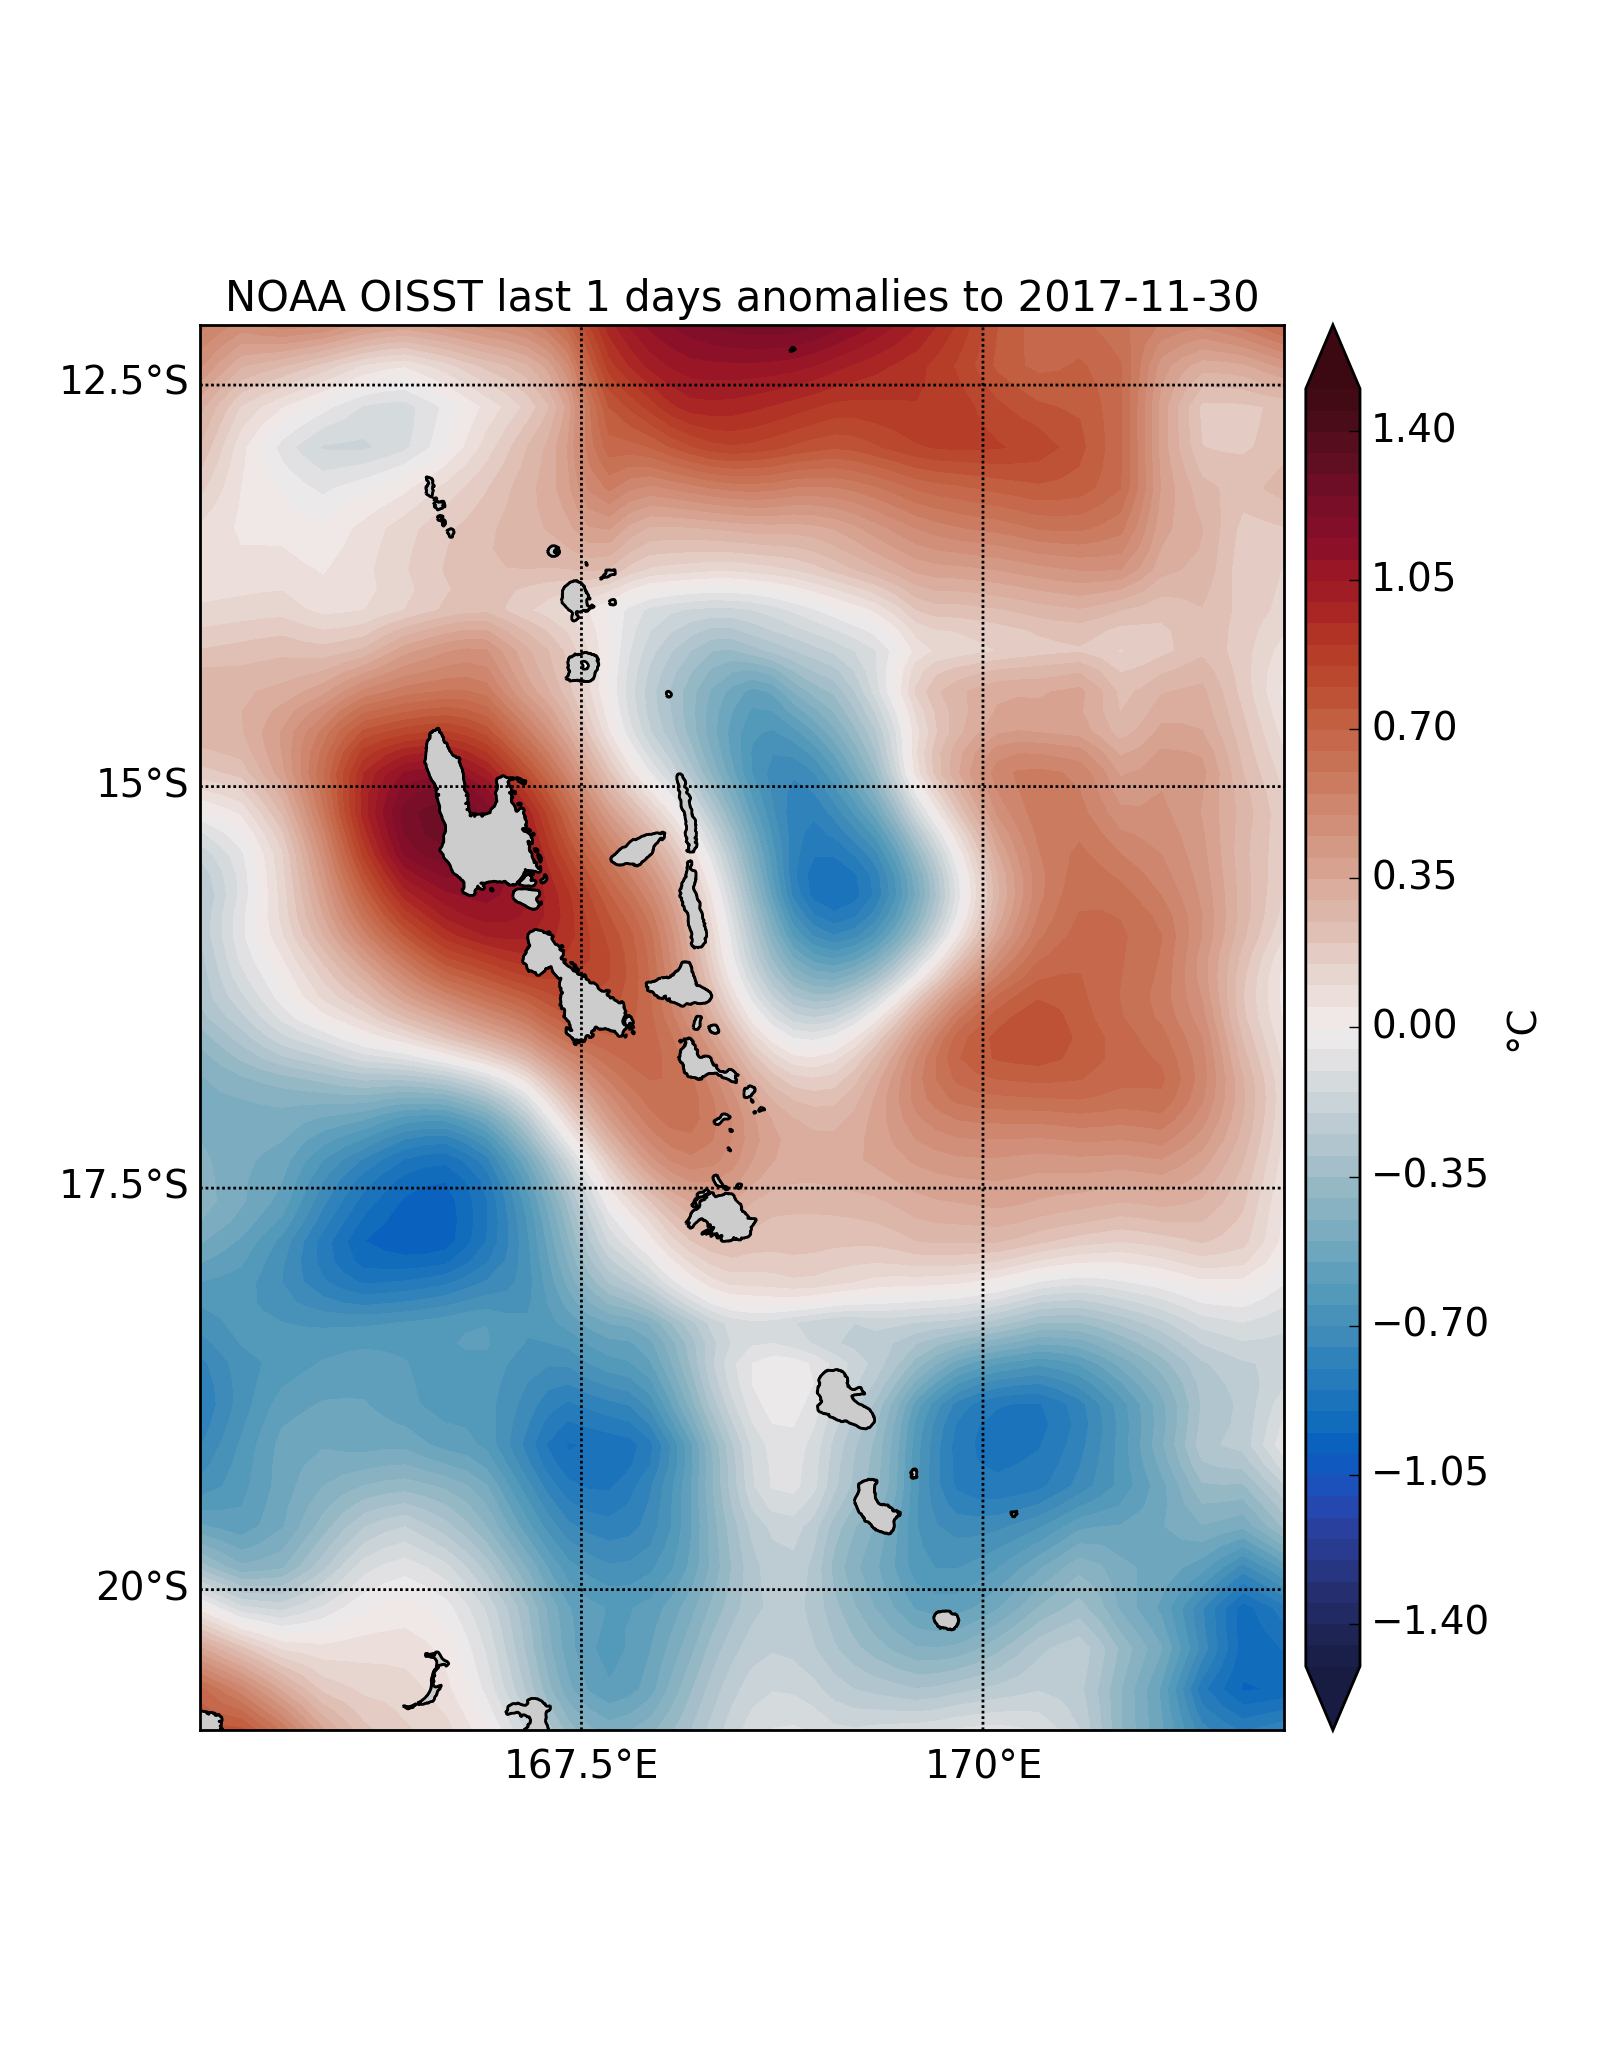 NOAA OISST last 1 days anomalies to 2017-11-30
12.5°S
15°S
17.5°S
20°S
167.5°E
170°E
1.40
1.05
0.70
0.35
0.00
−0.35
−0.70
−1.05
−1.40
°C